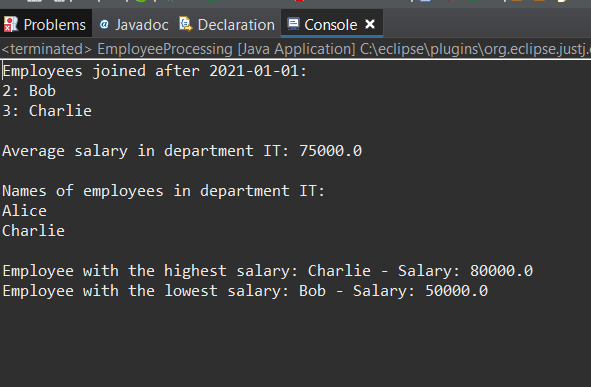 Problems Javadoc Declaration Console
<terminated> EmployeeProcessing [Java Application] C:\eclipse\plugins\org.eclipse.justj.
Employees joined after 2021-01-01:
2: Bob
3: Charlie
Average salary in department IT: 75000.0
Names of employees in department IT:
Alice
Charlie
Employee with the highest salary: Charlie - Salary: 80000.0
Employee with the lowest salary: Bob - Salary: 50000.0